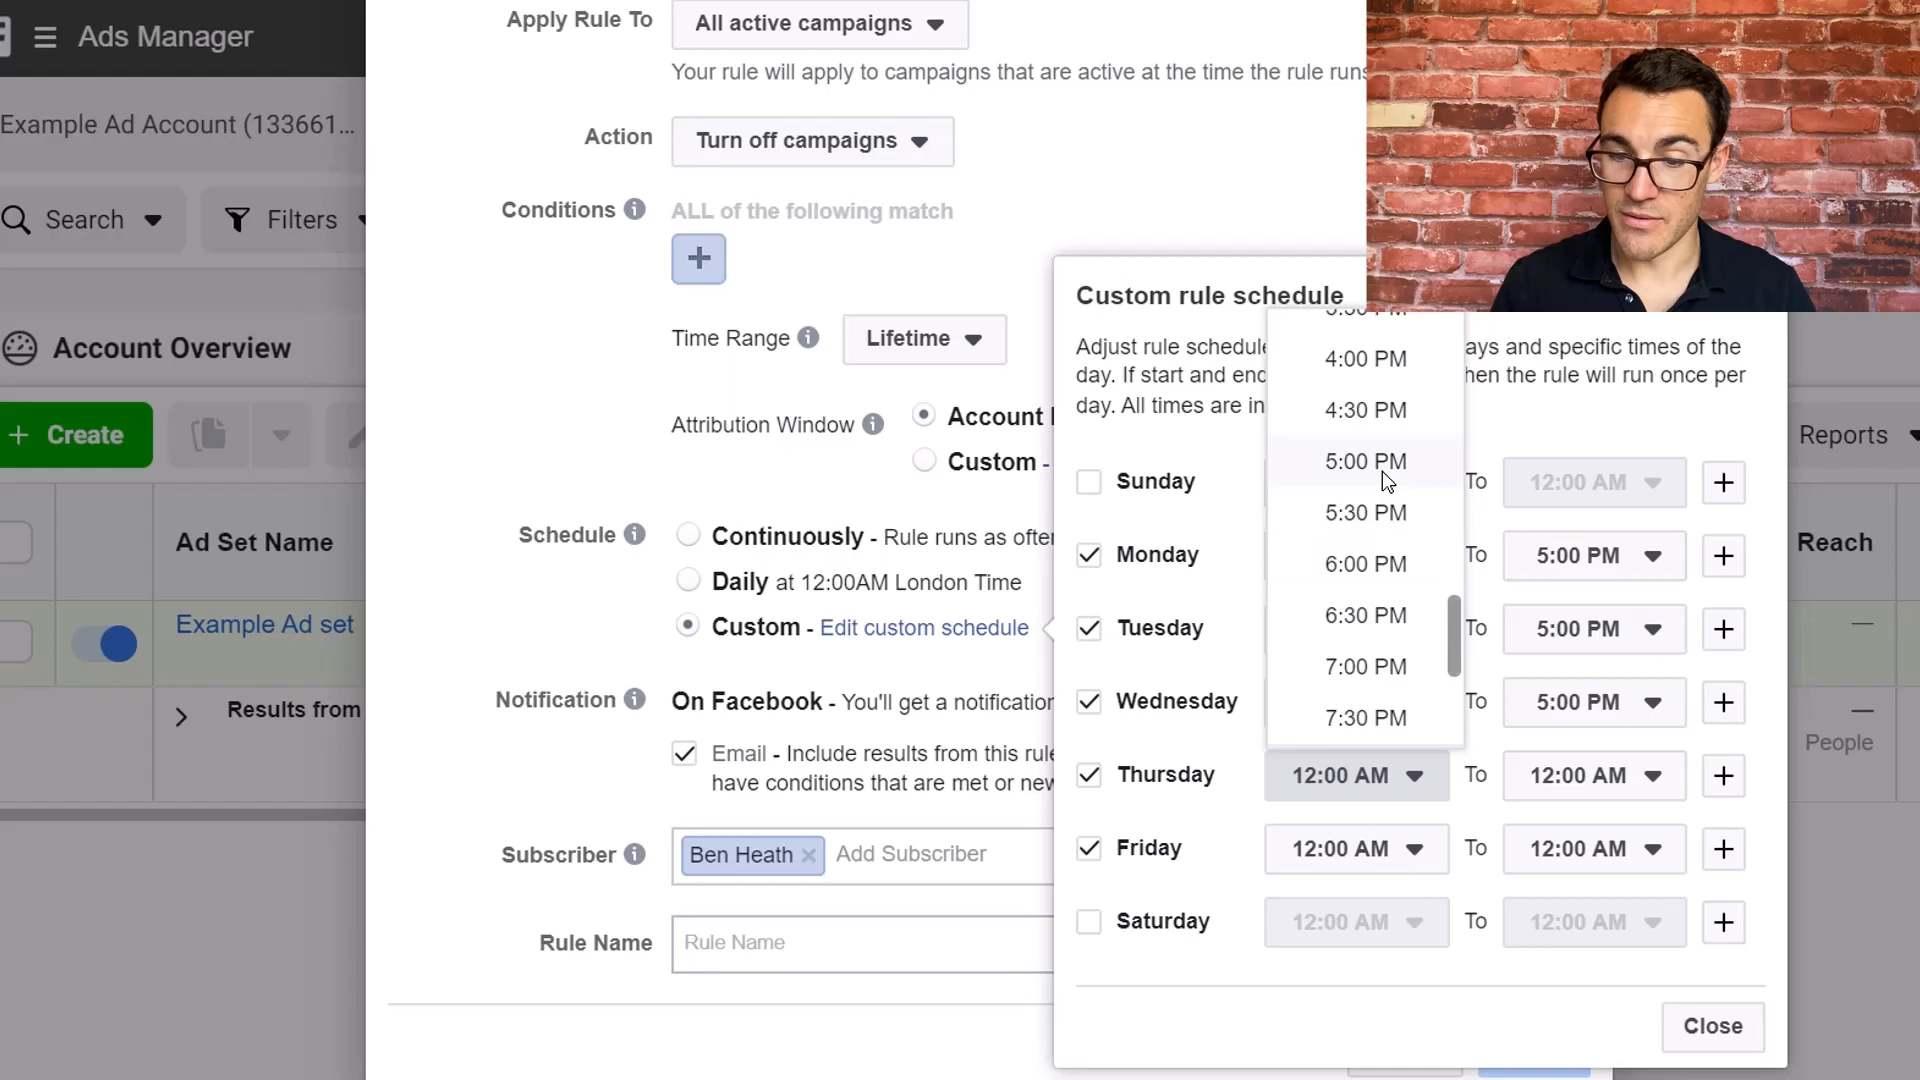 Ads Manager
Example Ad Account (133661...
Search
Filters
Account Overview
+ Create
Reports
Ad Set Name
Reach
Example Ad set
—
Results from
—
People
Apply Rule To
All active campaigns
Your rule will apply to campaigns that are active at the time the rule runs
Action
Turn off campaigns
Conditions
ALL of the following match
+
Time Range
Lifetime
Attribution Window
Account
Custom -
Schedule
Continuously - Rule runs as ofte
Daily at 12:00AM London Time
Custom - Edit custom schedule
Notification
On Facebook - You'll get a notification
Email - Include results from this rule
have conditions that are met or new
Subscriber
Ben Heath ×
Add Subscriber
Rule Name
Rule Name
Custom rule schedule
Adjust rule schedule
ays and specific times of the
day. If start and end
hen the rule will run once per
day. All times are in
4:00 PM
4:30 PM
5:00 PM
5:30 PM
6:00 PM
6:30 PM
7:00 PM
7:30 PM
Sunday
To
12:00 AM
+
Monday
To
5:00 PM
+
Tuesday
To
5:00 PM
+
Wednesday
To
5:00 PM
+
Thursday
12:00 AM
To
12:00 AM
+
Friday
12:00 AM
To
12:00 AM
+
Saturday
12:00 AM
To
12:00 AM
+
Close